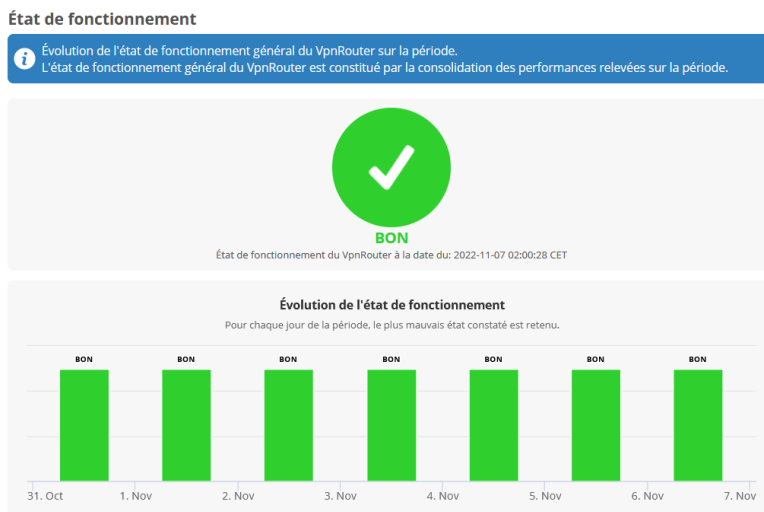 État de fonctionnement
Évolution de l'état de fonctionnement général du VpnRouter sur la période.
L'état de fonctionnement général du VpnRouter est constitué par la consolidation des performances relevées sur la période.
BON
État de fonctionnement du VpnRouter à la date du: 2022-11-07 02:00:28 CET
Évolution de l'état de fonctionnement
Pour chaque jour de la période, le plus mauvais état constaté est retenu.
BON BON BON BON BON BON BON
31. Oct 1. Nov 2. Nov 3. Nov 4. Nov 5. Nov 6. Nov 7. Nov